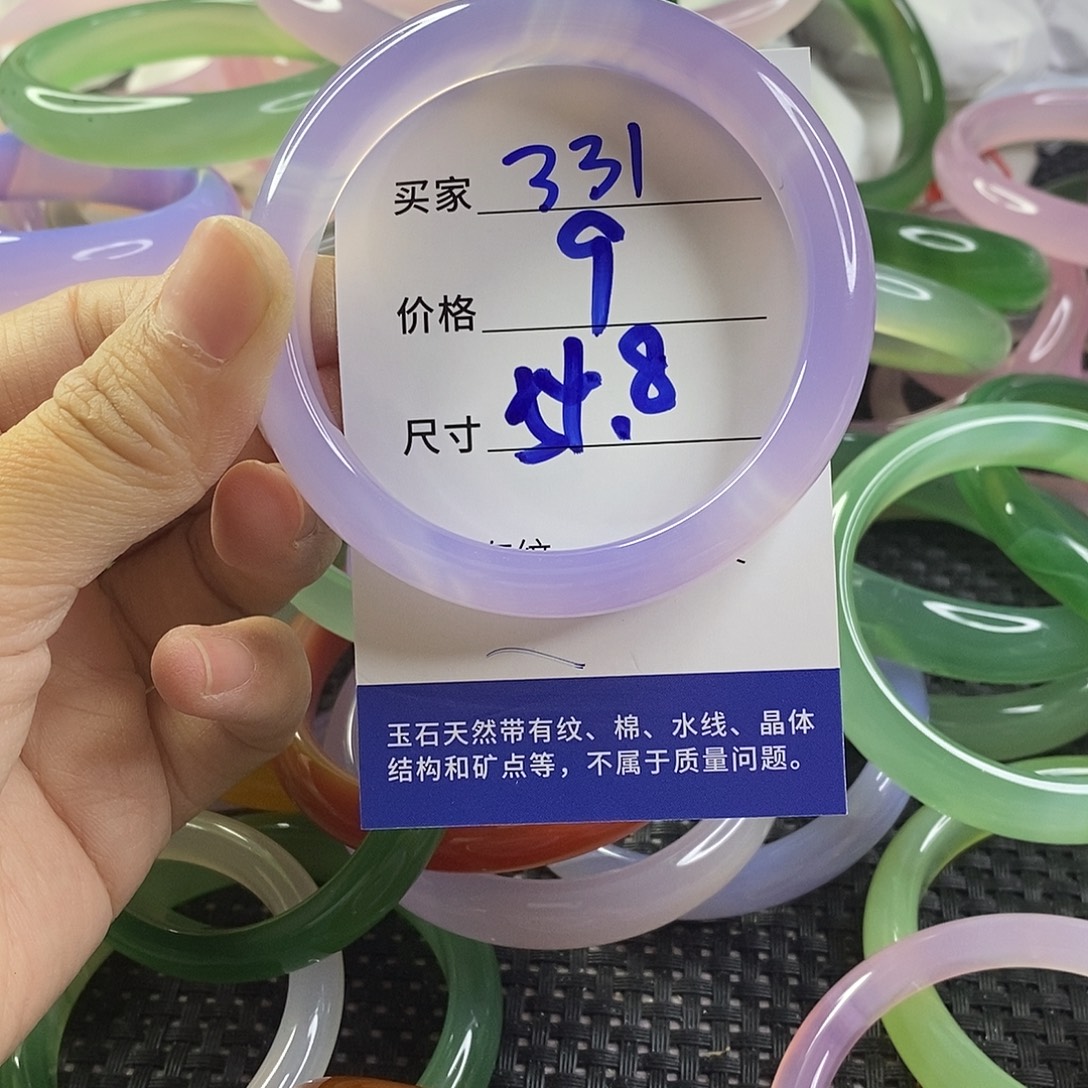 买家 331
价格 9
尺寸 54.8
玉石天然带有纹、棉、水线、晶体
结构和矿点等，不属于质量问题。